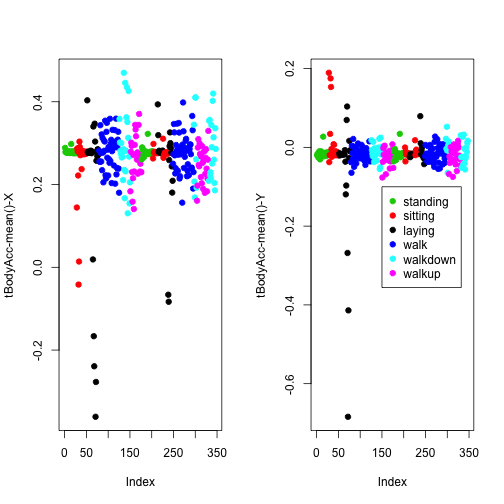 tBodyAcc-mean()-X
0.4
0.2
0.0
-0.2
0 50 150 250 350
Index
tBodyAcc-mean()-Y
0.2
0.0
-0.2
-0.4
-0.6
0 50 150 250 350
Index
standing
sitting
laying
walk
walkdown
walkup